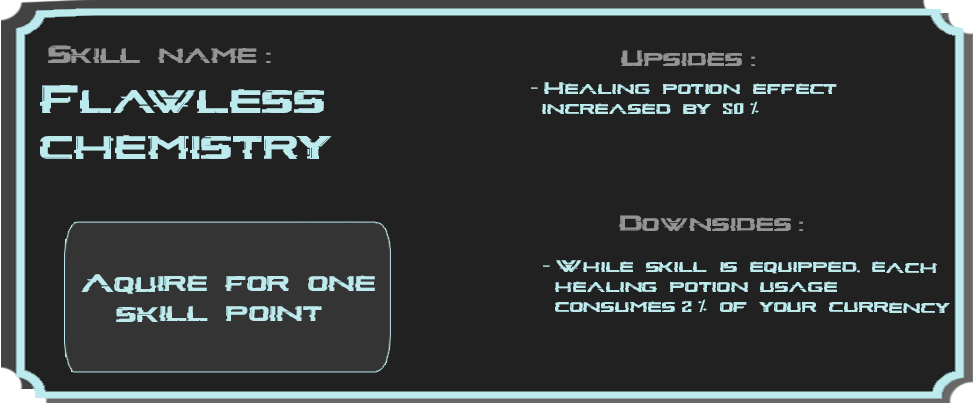 Skill name :
Flawless
chemistry
Aquire for one
skill point
Upsides :
- Healing potion effect
increased by 50 %
Downsides :
- While skill is equipped, each
healing potion usage
consumes 2 % of your currency